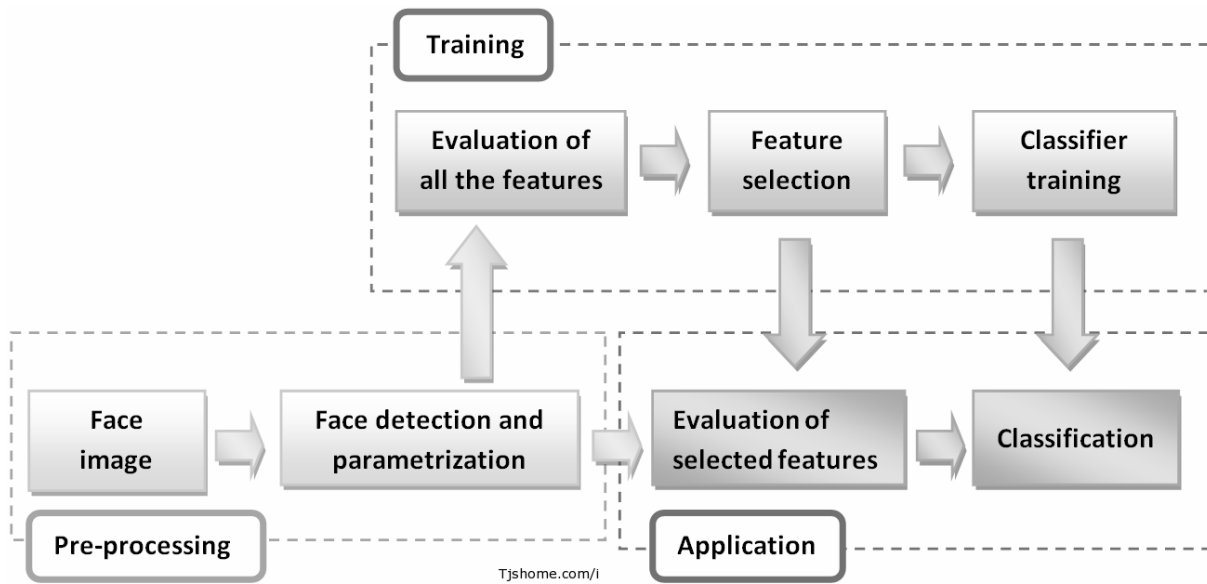 Training
Evaluation of
all the features
Feature
selection
Classifier
training
Face
image
Face detection and
parametrization
Evaluation of
selected features
Classification
Pre-processing
Application
Tjshome.com/i